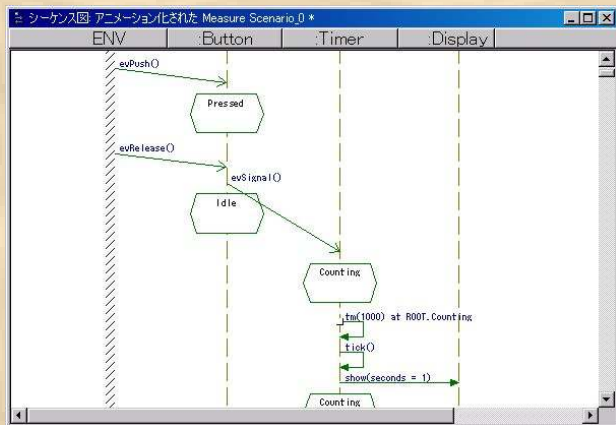 シーケンス図: アニメーション化された Measure Scenario_0 *
ENV :Button :Timer :Display
evPush()
Pressed
evRelease()
evSignal()
Idle
Counting
tm(1000) at ROOT.Counting
tick()
show(seconds = 1)
Counting